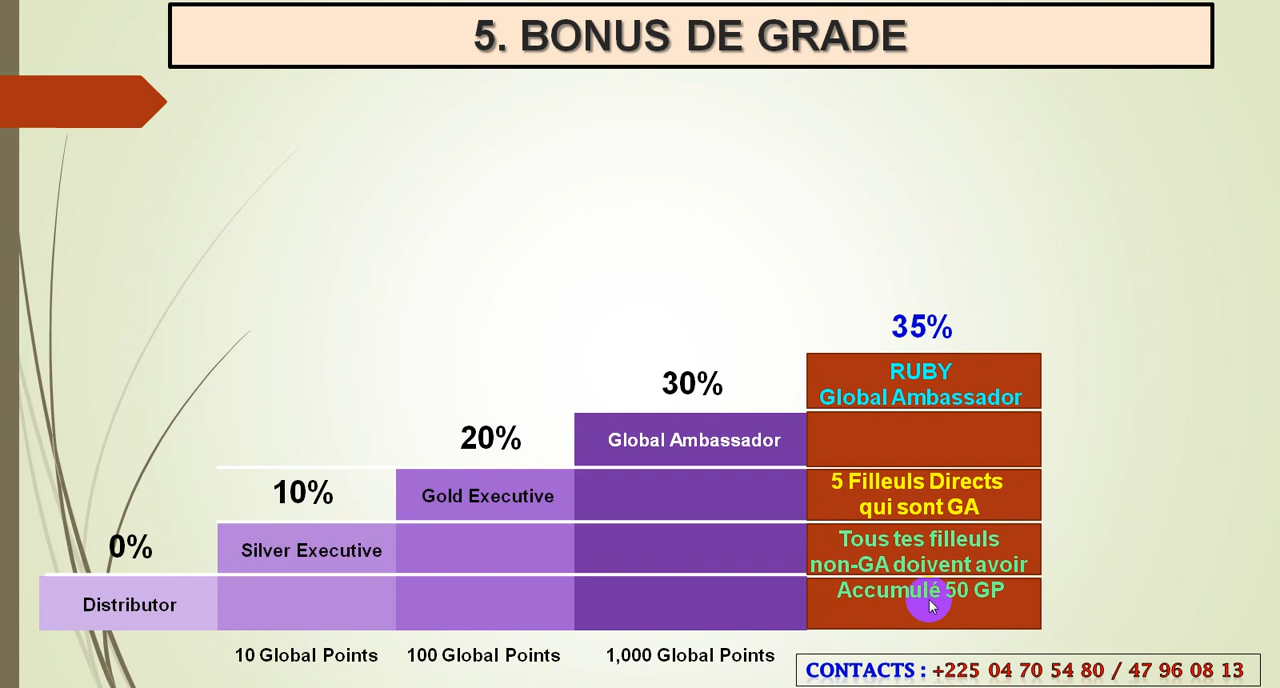 5. BONUS DE GRADE
35%
RUBY
Global Ambassador
30%
Global Ambassador
20%
5 Filleuls Directs
qui sont GA
10%
Gold Executive
0%
Silver Executive
Tous tes filleuls
non-GA doivent avoir
Accumulé 50 GP
Distributor
10 Global Points
100 Global Points
1,000 Global Points
CONTACTS : +225 04 70 54 80 / 47 96 08 13